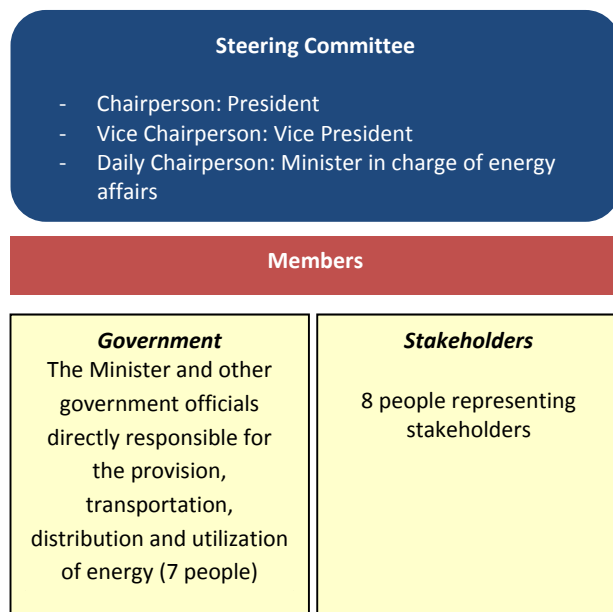 Steering Committee
- Chairperson: President
- Vice Chairperson: Vice President
- Daily Chairperson: Minister in charge of energy
affairs
Members
Government
The Minister and other
government officials
directly responsible for
the provision,
transportation,
distribution and utilization
of energy (7 people)
Stakeholders
8 people representing
stakeholders